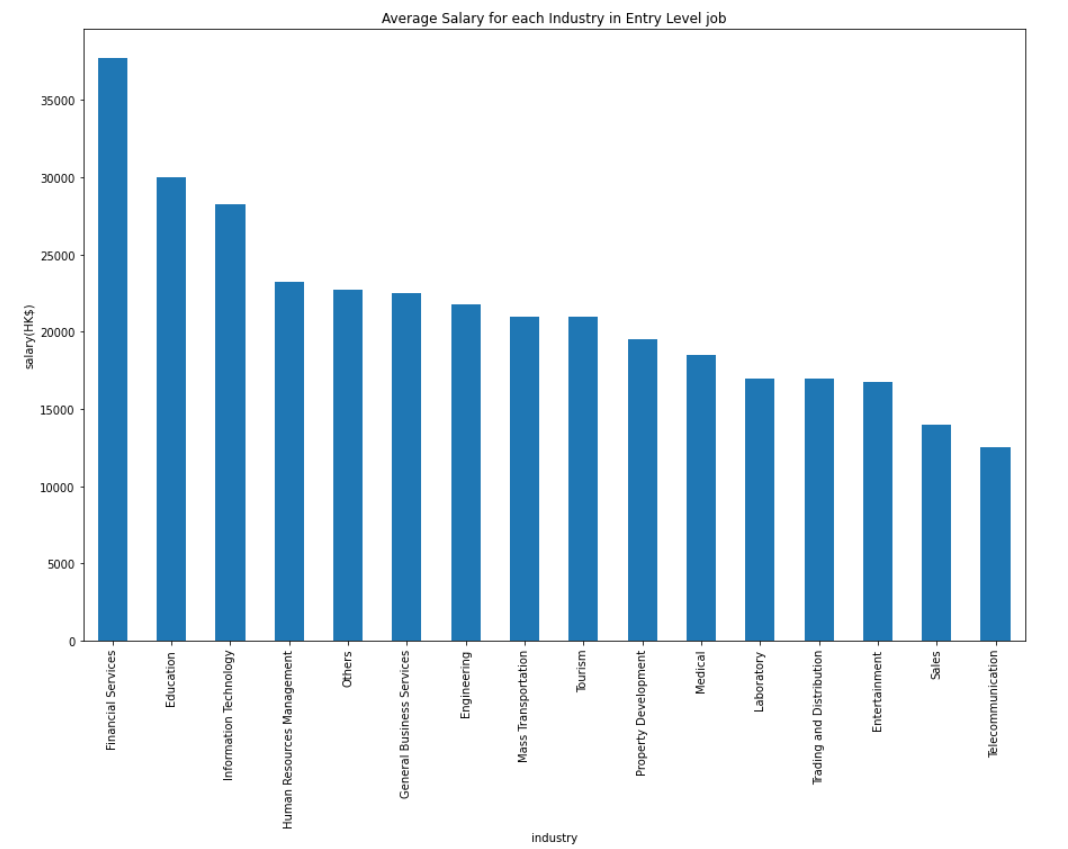 Average Salary for each Industry in Entry Level job
salary(HK$)
35000
30000
25000
20000
15000
10000
5000
0
Financial Services
Education
Information Technology
Human Resources Management
Others
General Business Services
Engineering
Mass Transportation
Tourism
Property Development
Medical
Laboratory
Trading and Distribution
Entertainment
Sales
Telecommunication
industry